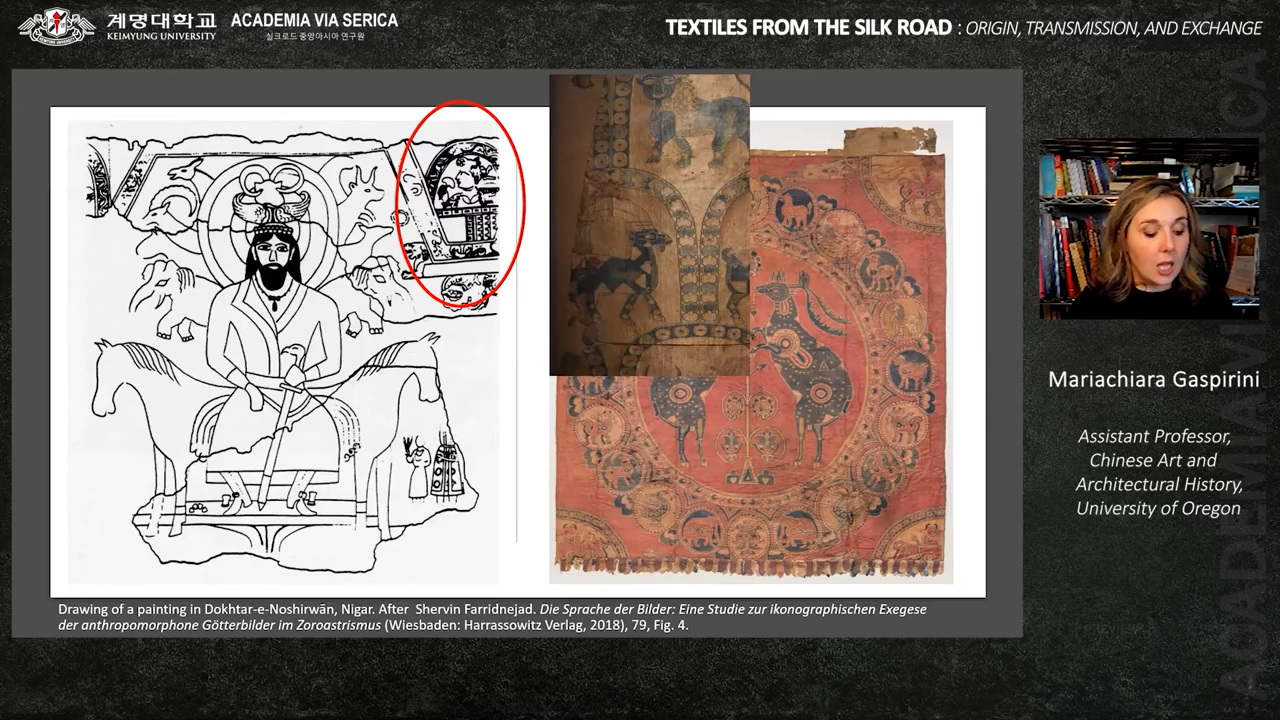 계명대학교
KEIMYUNG UNIVERSITY
ACADEMIA VIA SERICA
실크로드 중앙아시아 연구원
TEXTILES FROM THE SILK ROAD : ORIGIN, TRANSMISSION, AND EXCHANGE
Mariachiara Gaspirini
Assistant Professor,
Chinese Art and
Architectural History,
University of Oregon
Drawing of a painting in Dokhtar-e-Noshirwān, Nigar. After Shervin Farridnejad. Die Sprache der Bilder: Eine Studie zur ikonographischen Exegese
der anthropomorphone Götterbilder im Zoroastrismus (Wiesbaden: Harrassowitz Verlag, 2018), 79, Fig. 4.